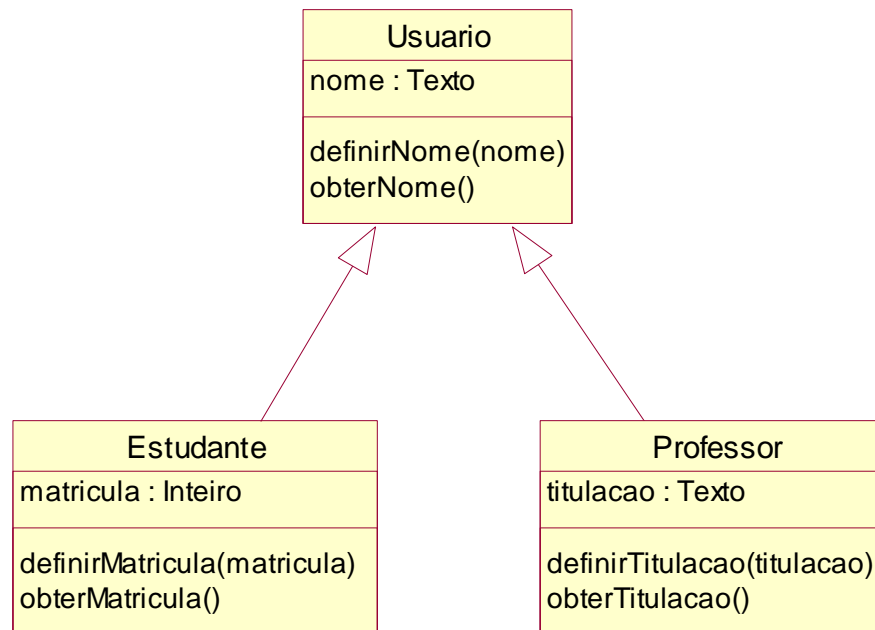 Usuario
nome : Texto
definirNome(nome)
obterNome()
Estudante
matricula : Inteiro
definirMatricula(matricula)
obterMatricula()
Professor
titulacao : Texto
definirTitulacao(titulacao)
obterTitulacao()